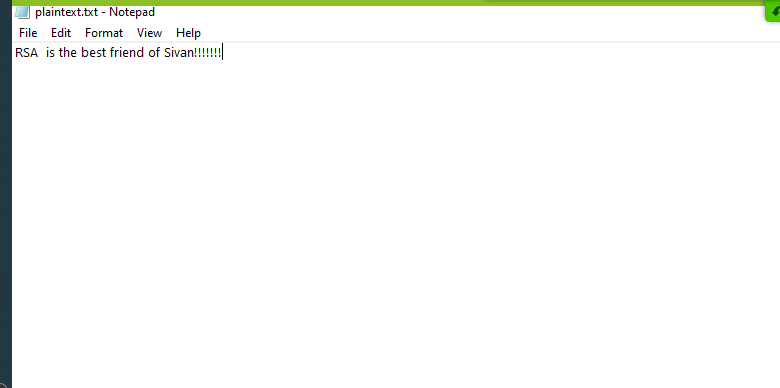 plaintext.txt - Notepad
File Edit Format View Help
RSA  is the best friend of Sivan!!!!!!!